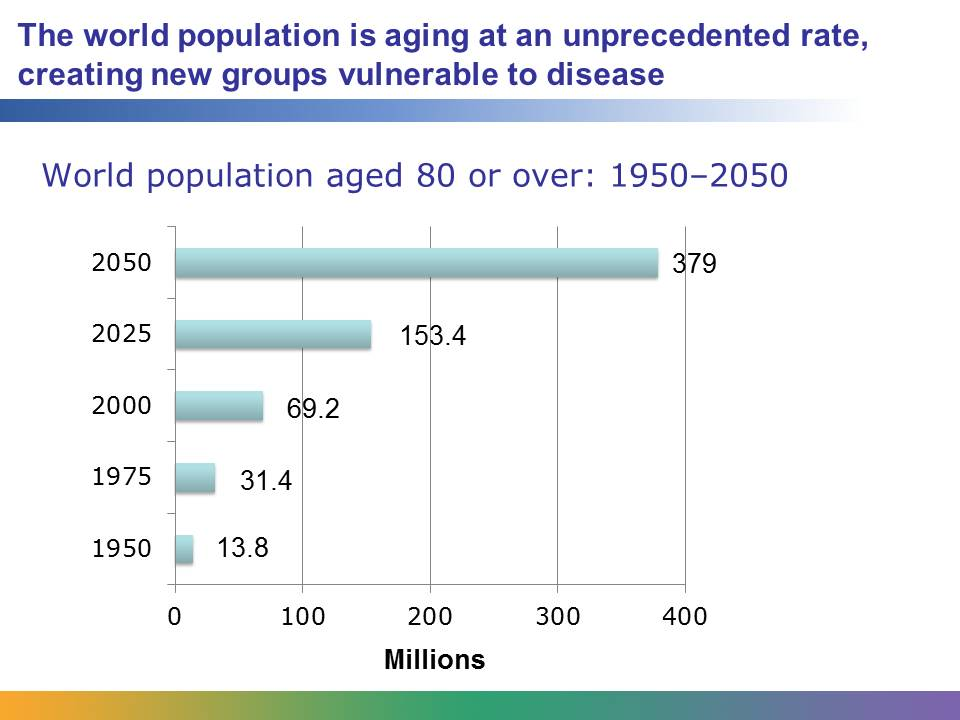 The world population is aging at an unprecedented rate,
creating new groups vulnerable to disease
World population aged 80 or over: 1950–2050
2050 379
2025 153.4
2000 69.2
1975 31.4
1950 13.8
0 100 200 300 400
Millions